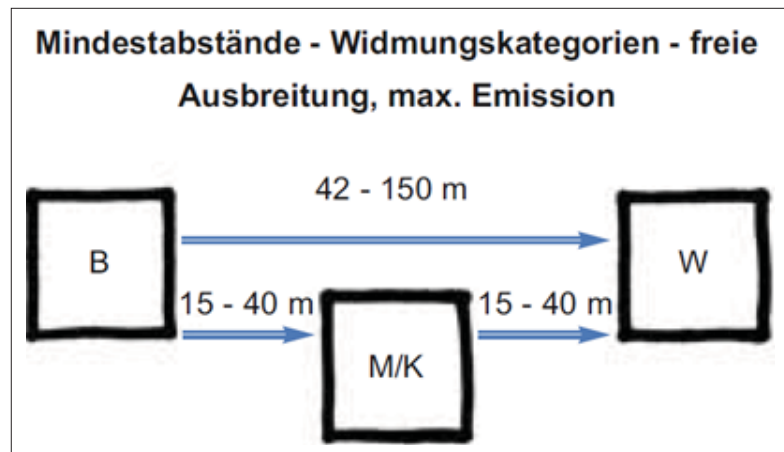 Mindestabstände - Widmungskategorien - freie
Ausbreitung, max. Emission
42 - 150 m
B
W
15 - 40 m
15 - 40 m
M/K